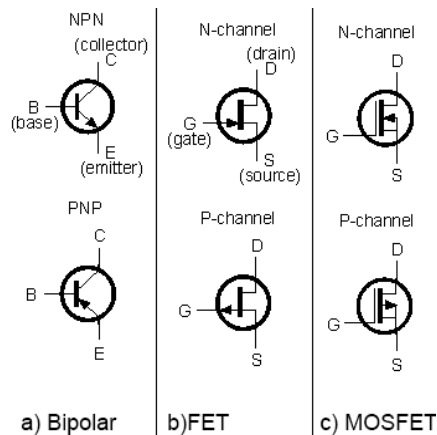 NPN
(collector)
C
B
(base)
E
(emitter)
PNP
C
B
E
a) Bipolar
N-channel
(drain)
D
G
(gate)
S
(source)
P-channel
D
G
S
b)FET
N-channel
D
G
S
P-channel
D
G
S
c) MOSFET